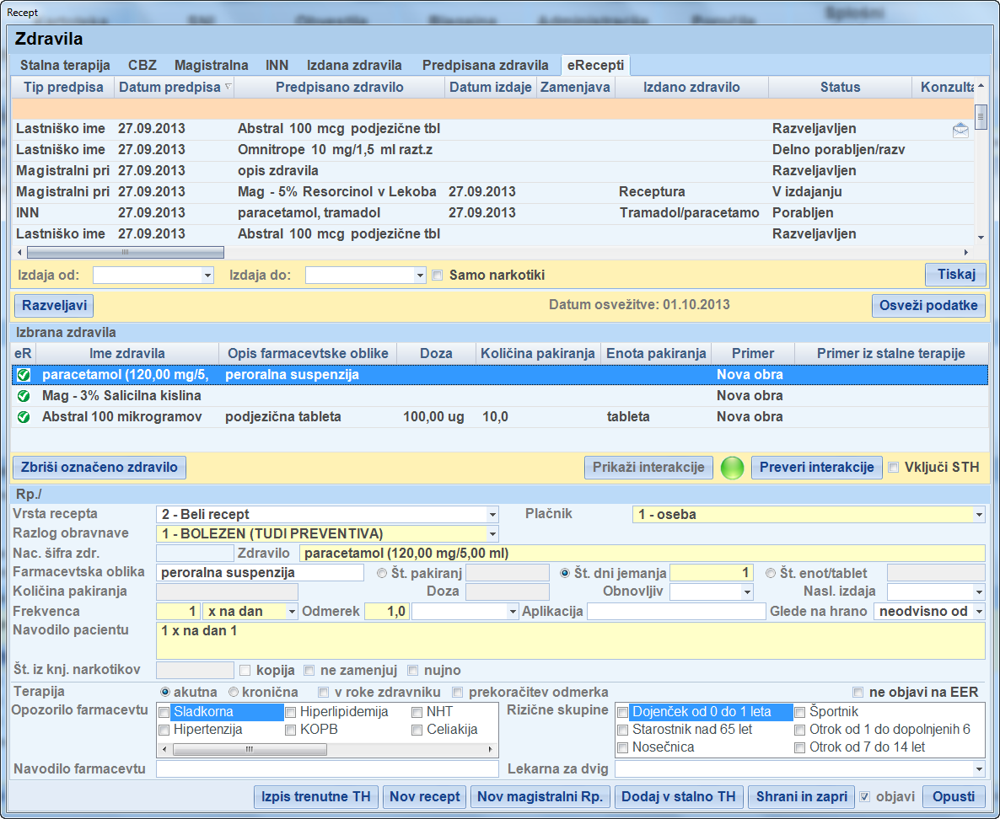 Recept
Zdravila
Stalna terapija CBZ Magistralna INN Izdana zdravila Predpisana zdravila eRecepti
Tip predpisa Datum predpisa Predpisano zdravilo Datum izdaje Zamenjava Izdano zdravilo Status Konzulta
Lastniško ime 27.09.2013 Abstral 100 mcg podjezične tbl Razveljavljen
Lastniško ime 27.09.2013 Omnitrope 10 mg/1,5 ml razt.z Delno porabljen/razv
Magistralni pri 27.09.2013 opis zdravila Razveljavljen
Magistralni pri 27.09.2013 Mag - 5% Resorcinol v Lekoba 27.09.2013 Receptura V izdajanju
INN 27.09.2013 paracetamol, tramadol 27.09.2013 Tramadol/paracetamo Porabljen
Lastniško ime 27.09.2013 Abstral 100 mcg podjezične tbl Razveljavljen
Izdaja od: Izdaja do: Samo narkotiki Tiskaj
Razveljavi Datum osvežitve: 01.10.2013 Osveži podatke
Izbrana zdravila
eR Ime zdravila Opis farmacevtske oblike Doza Količina pakiranja Enota pakiranja Primer Primer iz stalne terapije
paracetamol (120,00 mg/5, peroralna suspenzija Nova obra
Mag - 3% Salicilna kislina Nova obra
Abstral 100 mikrogramov podjezična tableta 100,00 ug 10,0 tableta Nova obra
Zbriši označeno zdravilo Prikaži interakcije Preveri interakcije Vključi STH
Rp./
Vrsta recepta 2 - Beli recept Plačnik 1 - oseba
Razlog obravnave 1 - BOLEZEN (TUDI PREVENTIVA)
Nac. šifra zdr. Zdravilo paracetamol (120,00 mg/5,00 ml)
Farmacevtska oblika peroralna suspenzija Št. pakiranj Št. dni jemanja 1 Št. enot/tablet
Količina pakiranja Doza Obnovljiv Nasl. izdaja
Frekvenca 1 x na dan Odmerek 1,0 Aplikacija Glede na hrano neodvisno od
Navodilo pacientu 1 x na dan 1
Št. iz knj. narkotikov kopija ne zamenjuj nujno
Terapija akutna kronična v roke zdravniku prekoračitev odmerka ne objavi na EER
Opozorilo farmacevtu Sladkorna Hiperlipidemija NHT Rizične skupine Dojenček od 0 do 1 leta Športnik
Hipertenzija KOPB Celiakija Starostnik nad 65 let Otrok od 1 do dopolnjenih 6
Nosečnica Otrok od 7 do 14 let
Navodilo farmacevtu Lekarna za dvig
Izpis trenutne TH Nov recept Nov magistralni Rp. Dodaj v stalno TH Shrani in zapri objavi Opusti